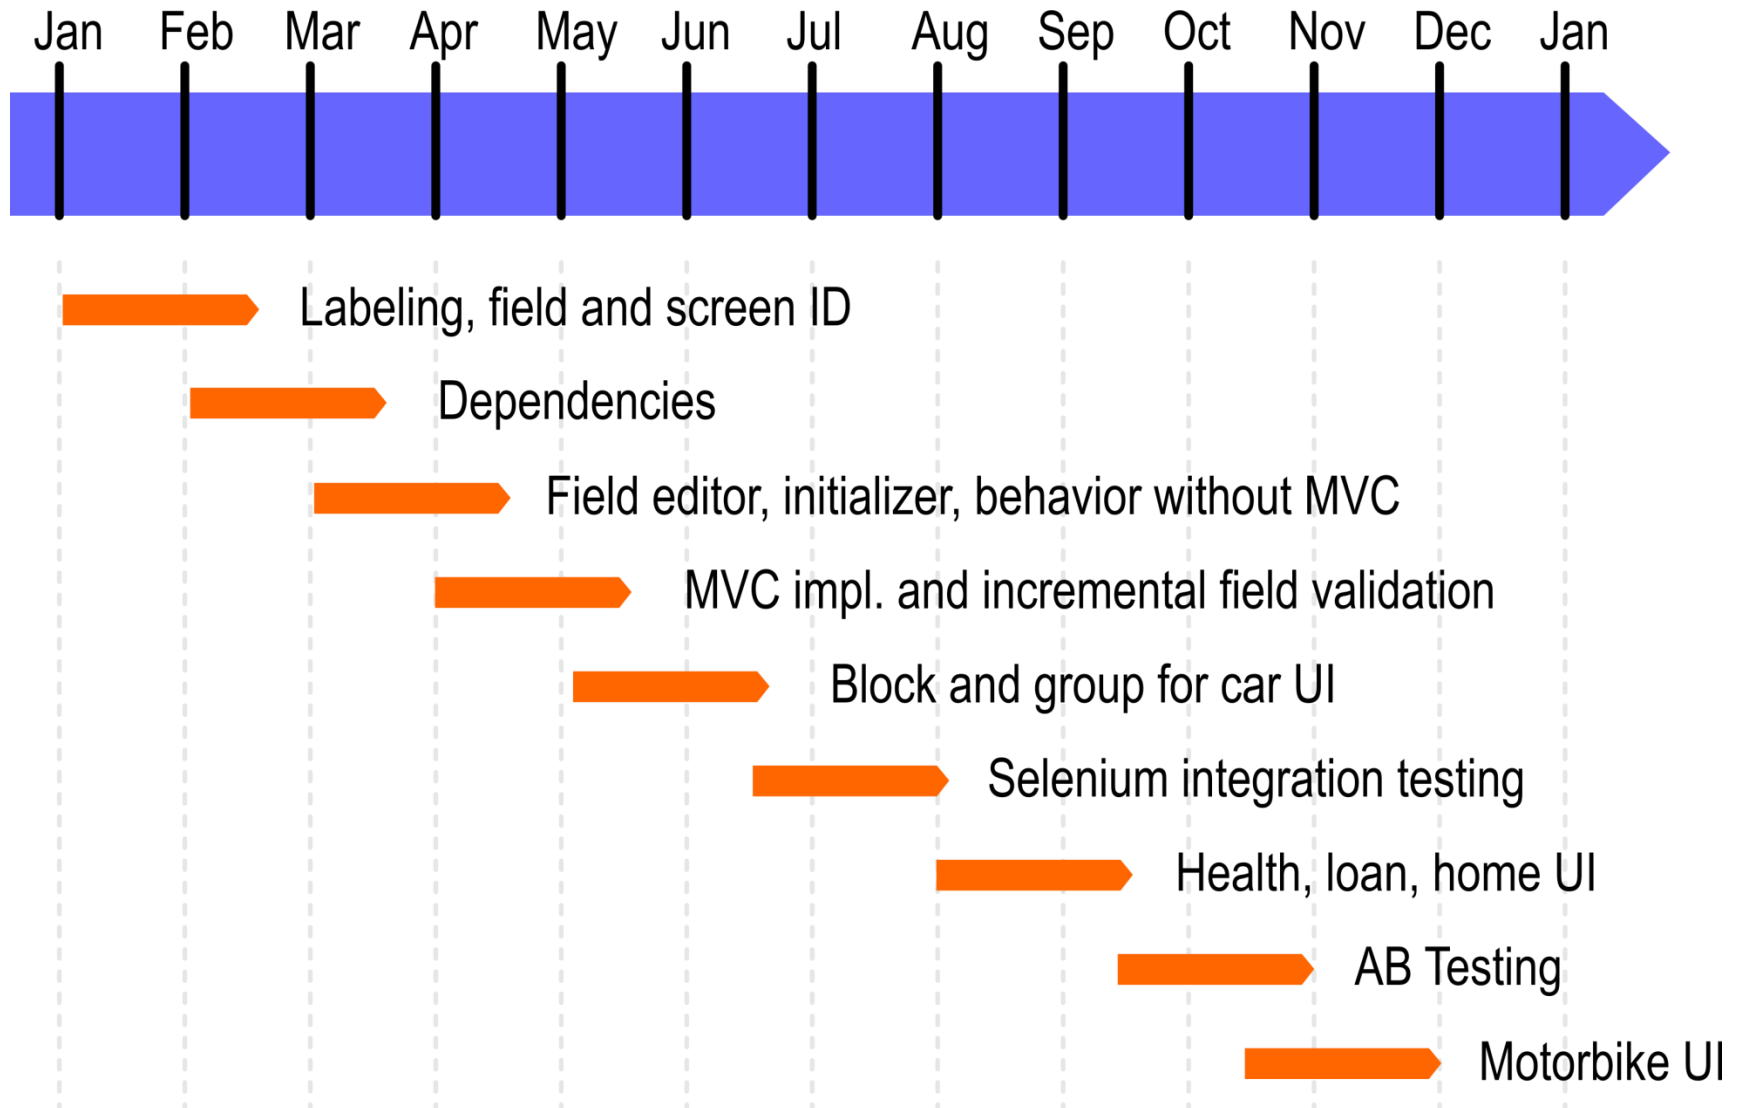 Jan Feb Mar Apr May Jun Jul Aug Sep Oct Nov Dec Jan
Labeling, field and screen ID
Dependencies
Field editor, initializer, behavior without MVC
MVC impl. and incremental field validation
Block and group for car UI
Selenium integration testing
Health, loan, home UI
AB Testing
Motorbike UI